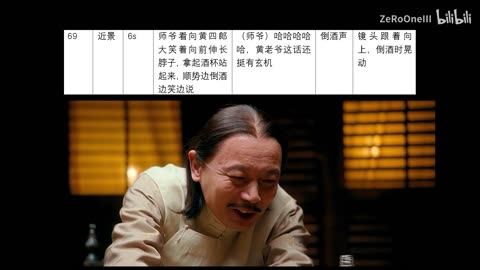 ZeRoOneIII bilibili
69
近景
6s
师爷看向黄四郎
大笑着向前伸长
脖子，拿起酒杯站
起来，顺势边倒酒
边笑边说
（师爷）哈哈哈哈
哈，黄老爷这话还
挺有玄机
倒酒声
镜头跟着向
上，倒酒时晃
动